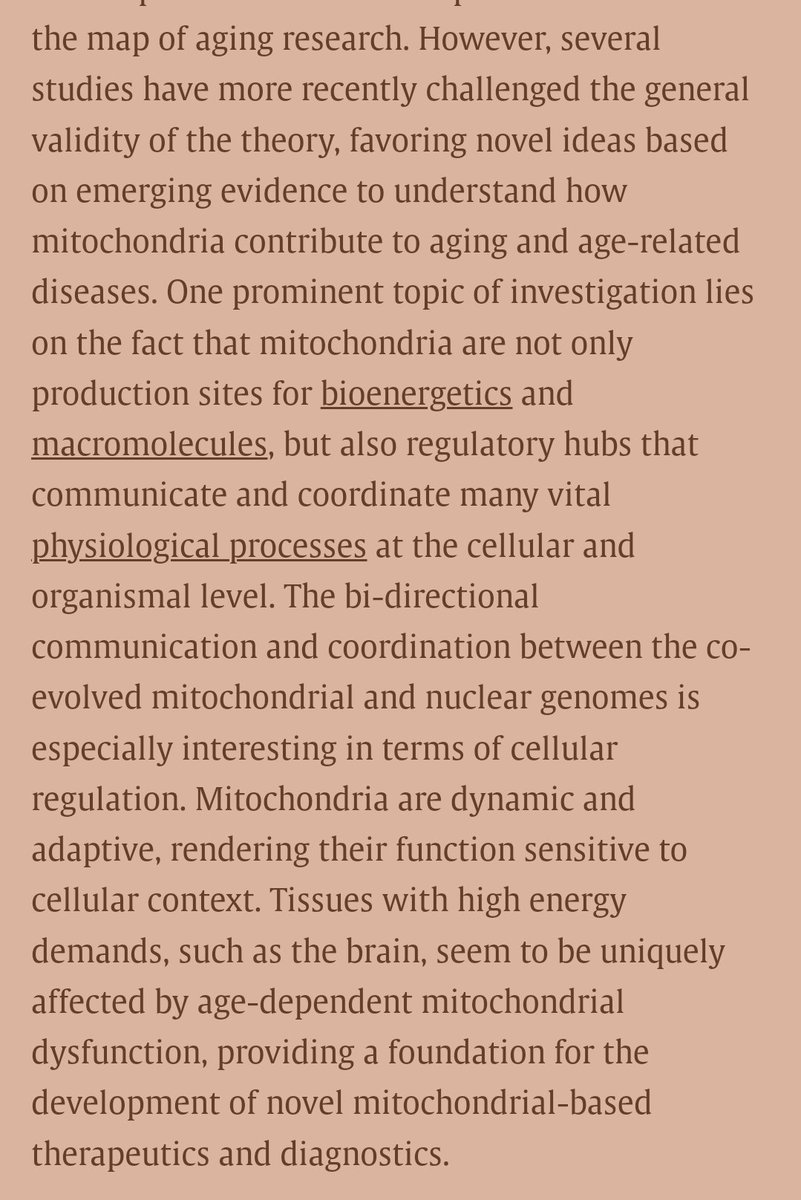 the map of aging research. However, several
studies have more recently challenged the general
validity of the theory, favoring novel ideas based
on emerging evidence to understand how
mitochondria contribute to aging and age-related
diseases. One prominent topic of investigation lies
on the fact that mitochondria are not only
production sites for bioenergetics and
macromolecules, but also regulatory hubs that
communicate and coordinate many vital
physiological processes at the cellular and
organismal level. The bi-directional
communication and coordination between the co-
evolved mitochondrial and nuclear genomes is
especially interesting in terms of cellular
regulation. Mitochondria are dynamic and
adaptive, rendering their function sensitive to
cellular context. Tissues with high energy
demands, such as the brain, seem to be uniquely
affected by age-dependent mitochondrial
dysfunction, providing a foundation for the
development of novel mitochondrial-based
therapeutics and diagnostics.